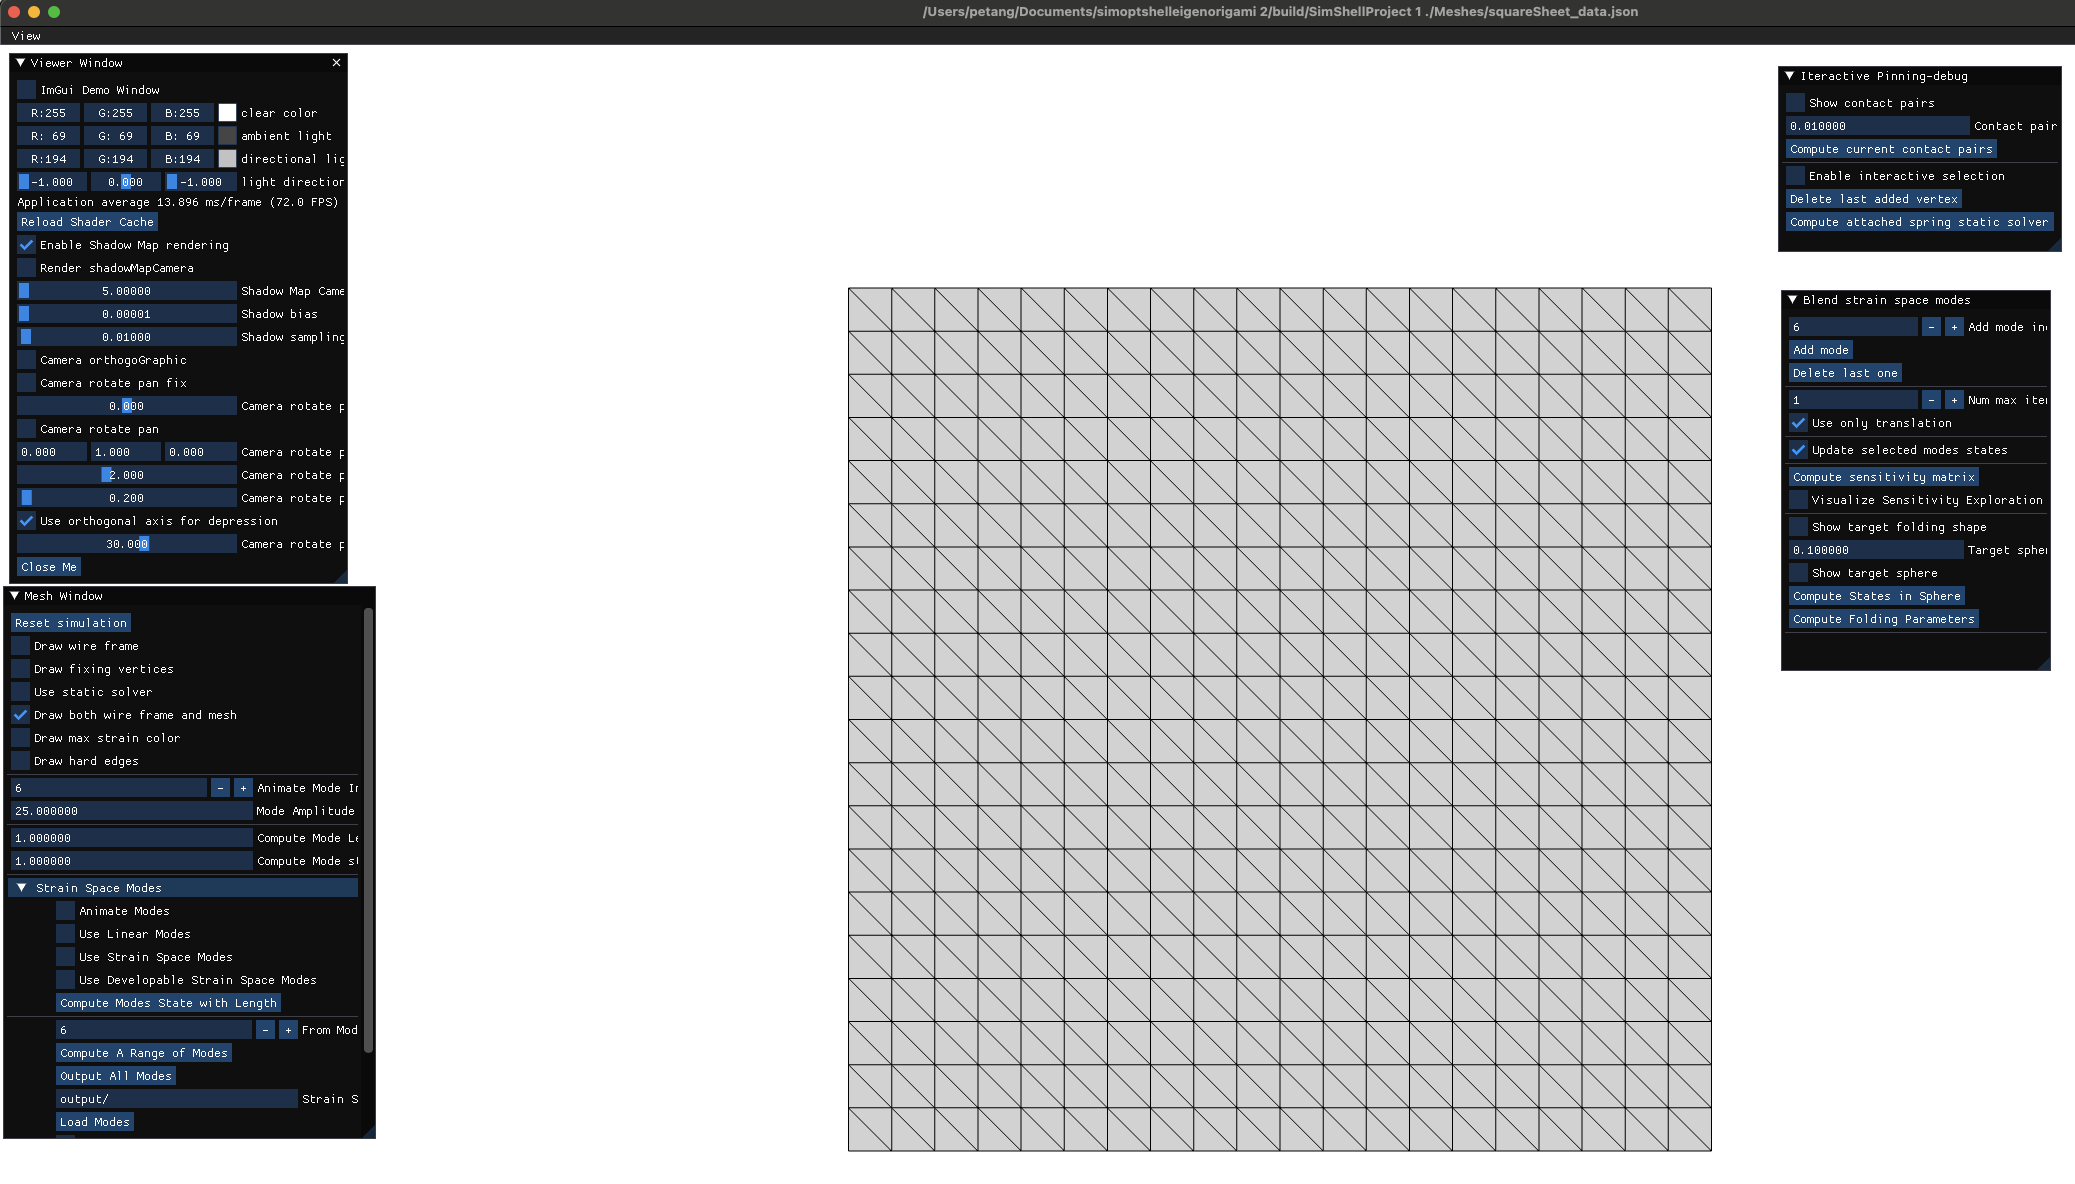 /Users/petang/Documents/simoptshelleigenorigami 2/build/SimShellProject 1 ./Meshes/squareSheet_data.json
View
Viewer Window
ImGui Demo Window
R:255 G:255 B:255 clear color
R: 69 G: 69 B: 69 ambient light
R:194 G:194 B:194 directional lig
-1.000 0.000 -1.000 light direction
Application average 13.896 ms/frame (72.0 FPS)
Reload Shader Cache
Enable Shadow Map rendering
Render shadowMapCamera
5.00000 Shadow Map Came
0.00001 Shadow bias
0.01000 Shadow sampling
Camera orthogoGraphic
Camera rotate pan fix
0.000 Camera rotate p
Camera rotate pan
0.000 1.000 0.000 Camera rotate p
2.000 Camera rotate p
0.200 Camera rotate p
Use orthogonal axis for depression
30.000 Camera rotate p
Close Me
Mesh Window
Reset simulation
Draw wire frame
Draw fixing vertices
Use static solver
Draw both wire frame and mesh
Draw max strain color
Draw hard edges
6 - + Animate Mode In
25.000000 Mode Amplitude
1.000000 Compute Mode Le
1.000000 Compute Mode st
Strain Space Modes
Animate Modes
Use Linear Modes
Use Strain Space Modes
Use Developable Strain Space Modes
Compute Modes State with Length
6 - + From Mod
Compute A Range of Modes
Output All Modes
output/ Strain S
Load Modes
Iteractive Pinning-debug
Show contact pairs
0.010000 Contact pair
Compute current contact pairs
Enable interactive selection
Delete last added vertex
Compute attached spring static solver
Blend strain space modes
6 - + Add mode in
Add mode
Delete last one
1 - + Num max iter
Use only translation
Update selected modes states
Compute sensitivity matrix
Visualize Sensitivity Exploration
Show target folding shape
0.100000 Target spher
Show target sphere
Compute States in Sphere
Compute Folding Parameters